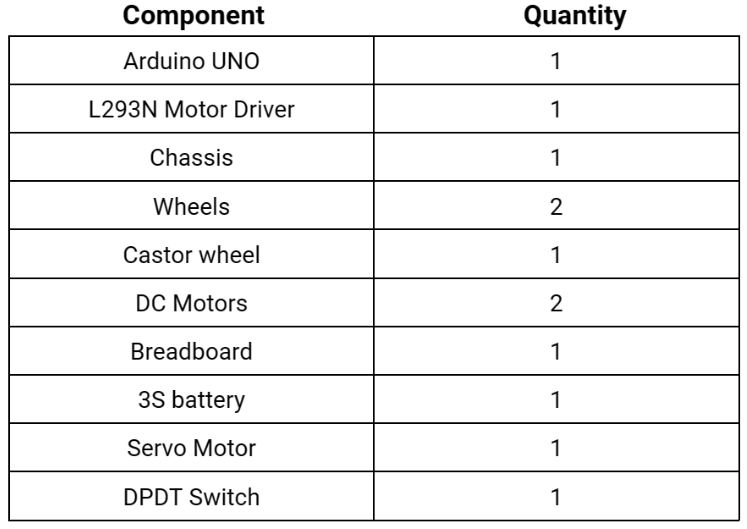 Component Quantity
Arduino UNO 1
L293N Motor Driver 1
Chassis 1
Wheels 2
Castor wheel 1
DC Motors 2
Breadboard 1
3S battery 1
Servo Motor 1
DPDT Switch 1